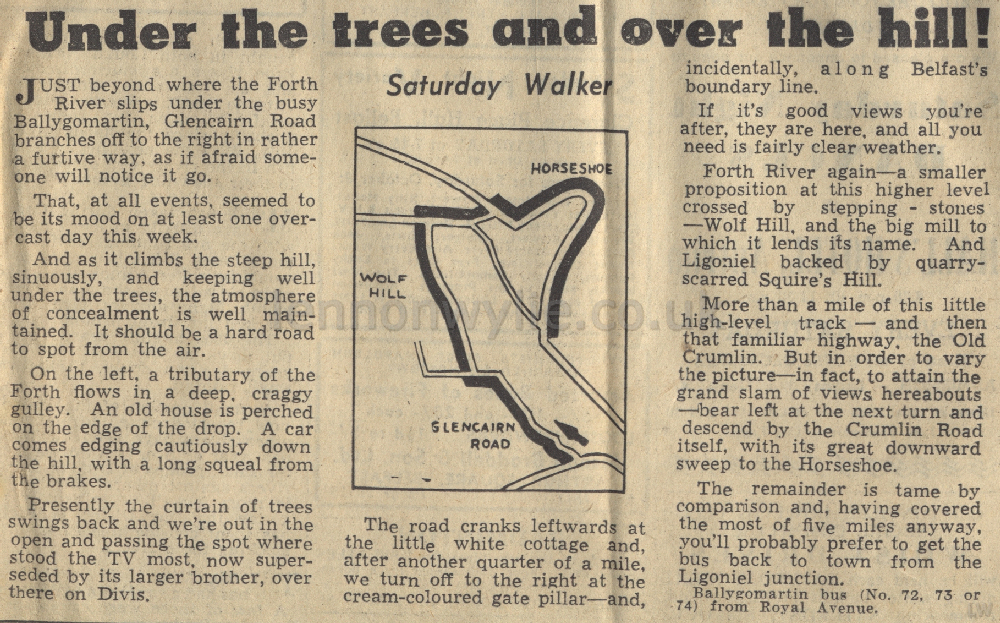 Under the trees and over the hill!
JUST beyond where the Forth
River slips under the busy
Ballygomartin, Glencairn Road
branches off to the right in rather
a furtive way, as if afraid some-
one will notice it go.
That, at all events, seemed to
be its mood on at least one over-
cast day this week.
And as it climbs the steep hill,
sinuously, and keeping well
under the trees, the atmosphere
of concealment is well main-
tained. It should be a hard road
to spot from the air.
On the left, a tributary of the
Forth flows in a deep, craggy
gulley. An old house is perched
on the edge of the drop. A car
comes edging cautiously down
the hill, with a long squeal from
the brakes.
Presently the curtain of trees
swings back and we're out in the
open and passing the spot where
stood the TV most, now super-
seded by its larger brother, over
there on Divis.
Saturday Walker
HORSESHOE
WOLF
HILL
GLENCAIRN
ROAD
The road cranks leftwards at
the little white cottage and,
after another quarter of a mile,
we turn off to the right at the
cream-coloured gate pillar—and,
incidentally, along Belfast's
boundary line.
If it's good views you're
after, they are here, and all you
need is fairly clear weather.
Forth River again—a smaller
proposition at this higher level
crossed by stepping - stones
—Wolf Hill, and the big mill to
which it lends its name. And
Ligoniel backed by quarry-
scarred Squire's Hill.
More than a mile of this little
high-level track — and then
that familiar highway, the Old
Crumlin. But in order to vary
the picture—in fact, to attain the
grand slam of views hereabouts
—bear left at the next turn and
descend by the Crumlin Road
itself, with its great downward
sweep to the Horseshoe.
The remainder is tame by
comparison and, having covered
the most of five miles anyway,
you'll probably prefer to get the
bus back to town from the
Ligoniel junction.
Ballygomartin bus (No. 72, 73 or
74) from Royal Avenue.